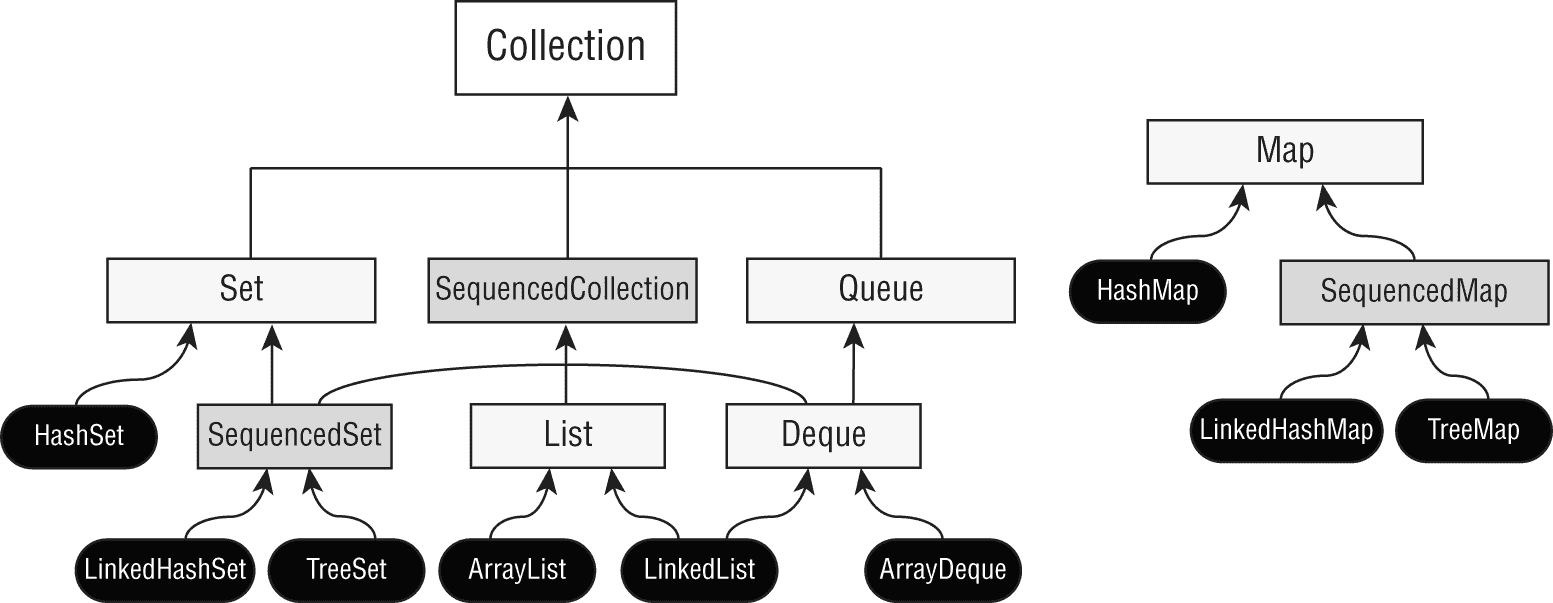 Collection
Map
Set
SequencedCollection
Queue
HashMap
SequencedMap
HashSet
SequencedSet
List
Deque
LinkedHashMap
TreeMap
LinkedHashSet
TreeSet
ArrayList
LinkedList
ArrayDeque